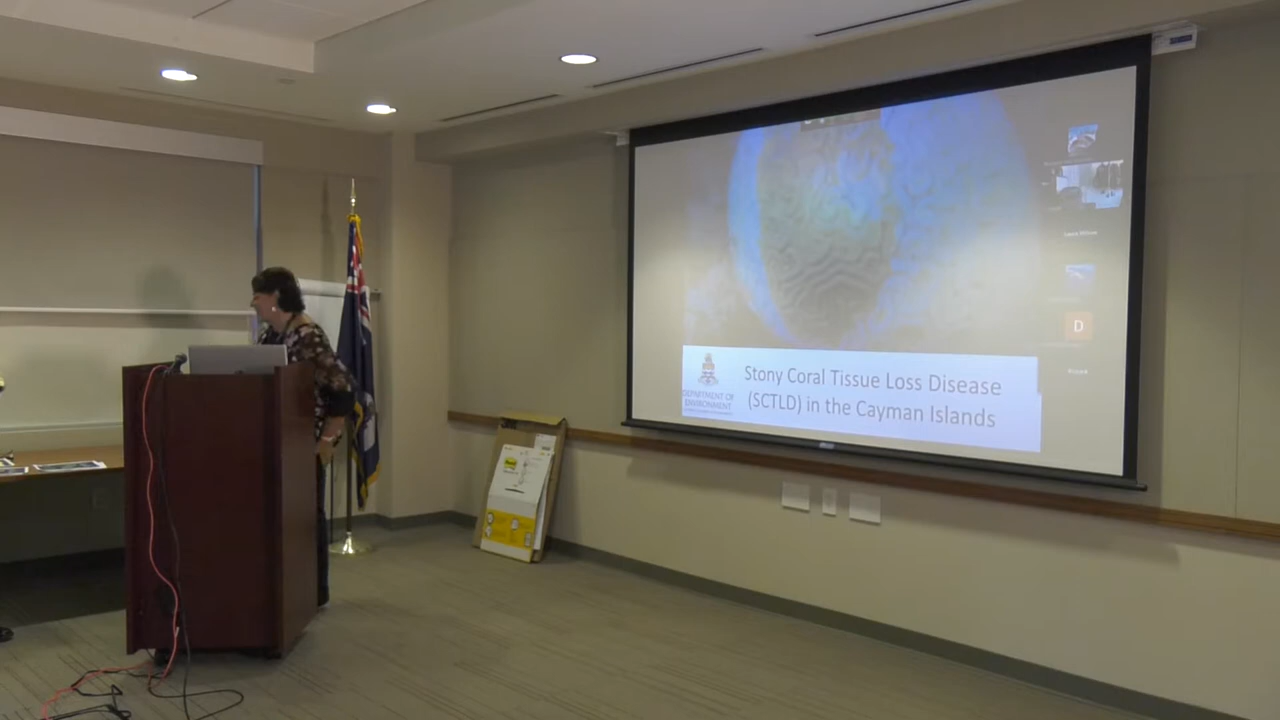 D
DEPARTMENT OF
ENVIRONMENT
Stony Coral Tissue Loss Disease
(SCTLD) in the Cayman Islands